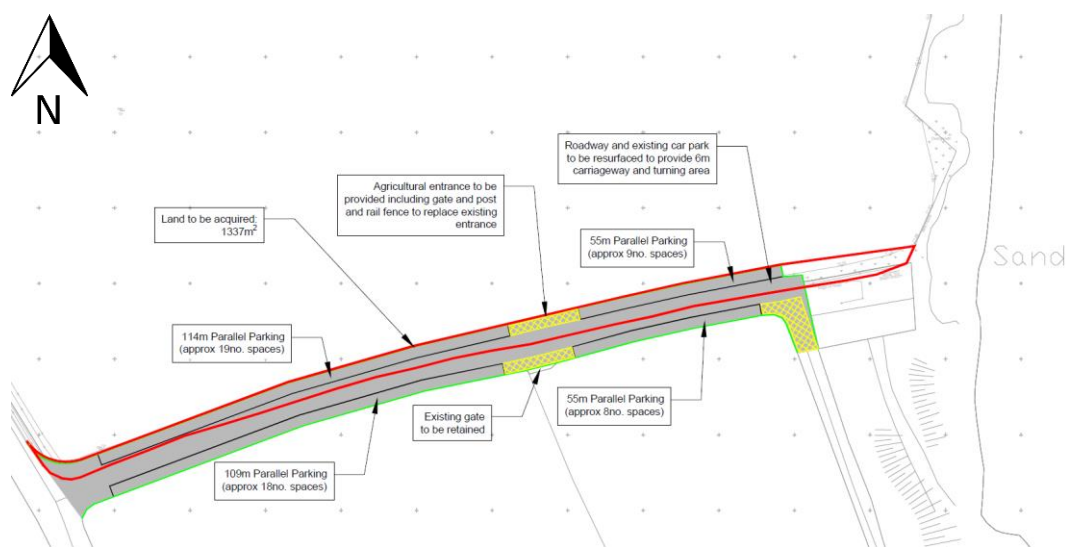 N
Roadway and existing car park
to be resurfaced to provide 6m
carriageway and turning area
Agricultural entrance to be
provided including gate and post
and rail fence to replace existing
entrance
Land to be acquired:
1337m²
55m Parallel Parking
(approx 9no. spaces)
Sand
114m Parallel Parking
(approx 19no. spaces)
55m Parallel Parking
(approx 8no. spaces)
Existing gate
to be retained
109m Parallel Parking
(approx 18no. spaces)